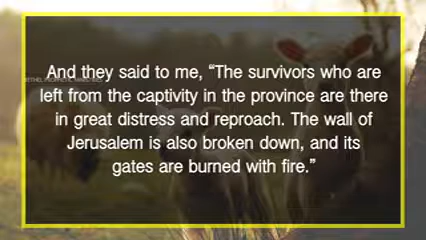 And they said to me, “The survivors who are
left from the captivity in the province are there
in great distress and reproach. The wall of
Jerusalem is also broken down, and its
gates are burned with fire.”